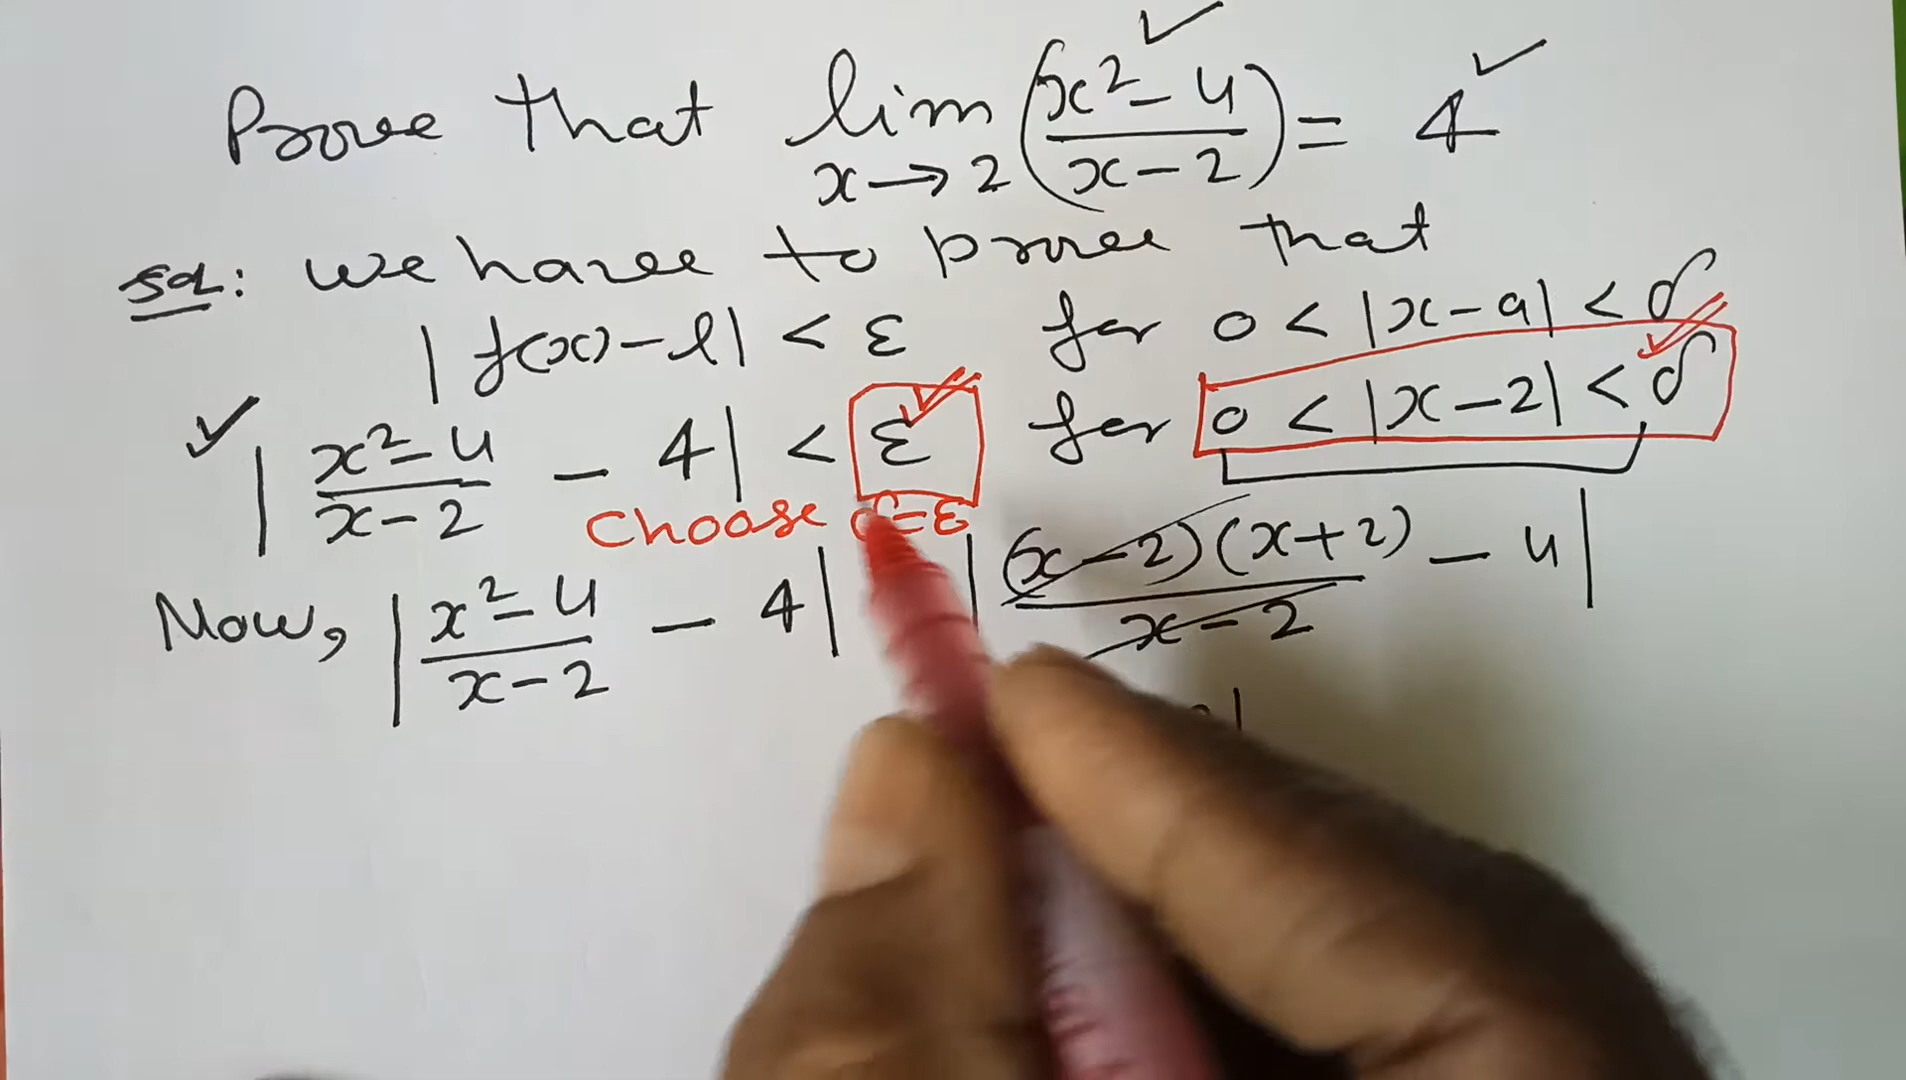 Prove that lim x→2 (x²-4 / x-2) = 4
Sol: we have to prove that
|f(x)-l| < ε for 0 < |x-a| < δ
|x²-4 / x-2 - 4| < ε for 0 < |x-2| < δ
choose δ=ε
Now, |x²-4 / x-2 - 4| |(x-2)(x+2) / x-2 - 4|